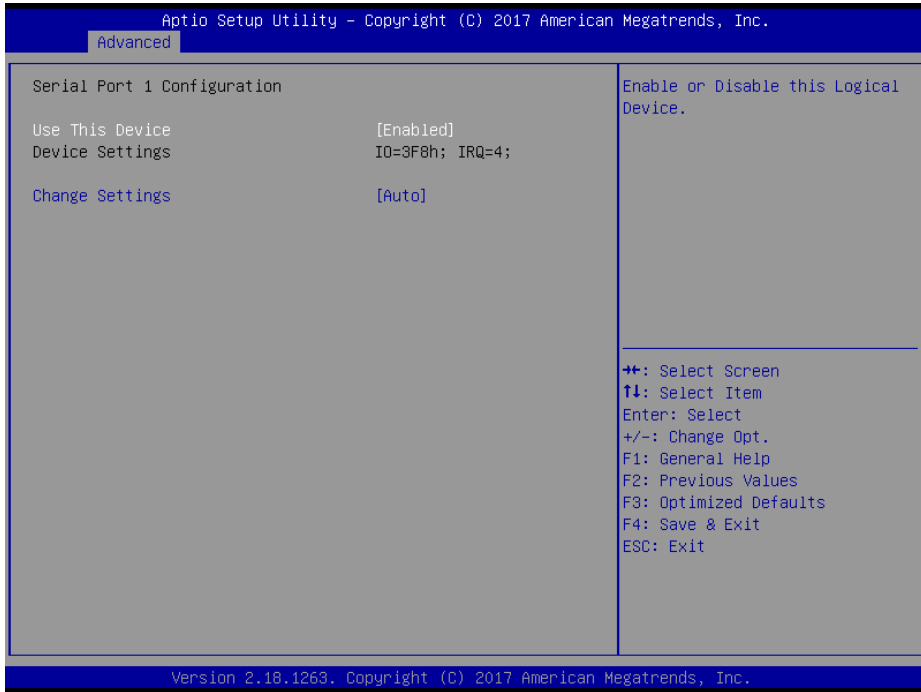 Aptio Setup Utility – Copyright (C) 2017 American Megatrends, Inc.
Advanced
Serial Port 1 Configuration
Use This Device [Enabled]
Device Settings IO=3F8h; IRQ=4;
Change Settings [Auto]
Enable or Disable this Logical
Device.
→←: Select Screen
↑↓: Select Item
Enter: Select
+/-: Change Opt.
F1: General Help
F2: Previous Values
F3: Optimized Defaults
F4: Save & Exit
ESC: Exit
Version 2.18.1263. Copyright (C) 2017 American Megatrends, Inc.